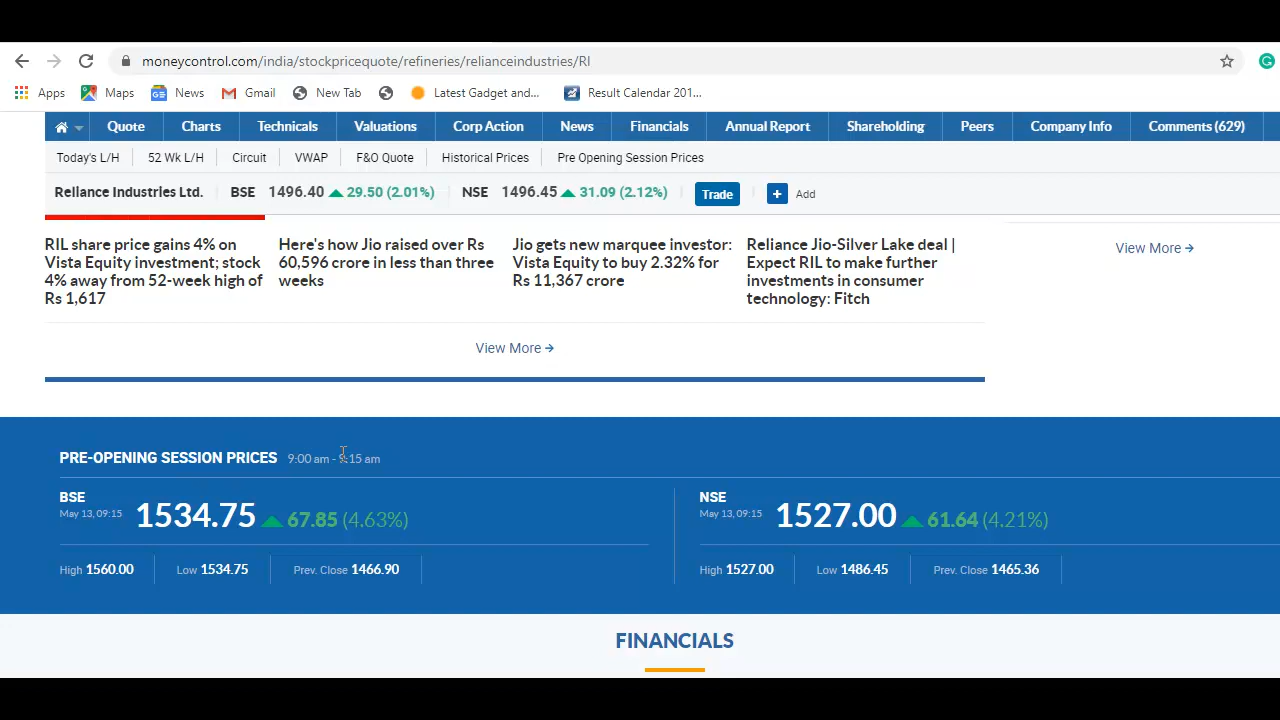 moneycontrol.com/india/stockpricequote/refineries/relianceindustries/RI
Apps Maps News Gmail New Tab Latest Gadget and... Result Calendar 201...
Quote Charts Technicals Valuations Corp Action News Financials Annual Report Shareholding Peers Company Info Comments (629)
Today's L/H 52 Wk L/H Circuit VWAP F&O Quote Historical Prices Pre Opening Session Prices
Reliance Industries Ltd. BSE 1496.40 29.50 (2.01%) NSE 1496.45 31.09 (2.12%) Trade + Add
RIL share price gains 4% on
Vista Equity investment; stock
4% away from 52-week high of
Rs 1,617
Here's how Jio raised over Rs
60,596 crore in less than three
weeks
Jio gets new marquee investor:
Vista Equity to buy 2.32% for
Rs 11,367 crore
Reliance Jio-Silver Lake deal |
Expect RIL to make further
investments in consumer
technology: Fitch
View More
View More
PRE-OPENING SESSION PRICES 9:00 am - 9:15 am
BSE
May 13, 09:15 1534.75 67.85 (4.63%)
High 1560.00 Low 1534.75 Prev. Close 1466.90
NSE
May 13, 09:15 1527.00 61.64 (4.21%)
High 1527.00 Low 1486.45 Prev. Close 1465.36
FINANCIALS